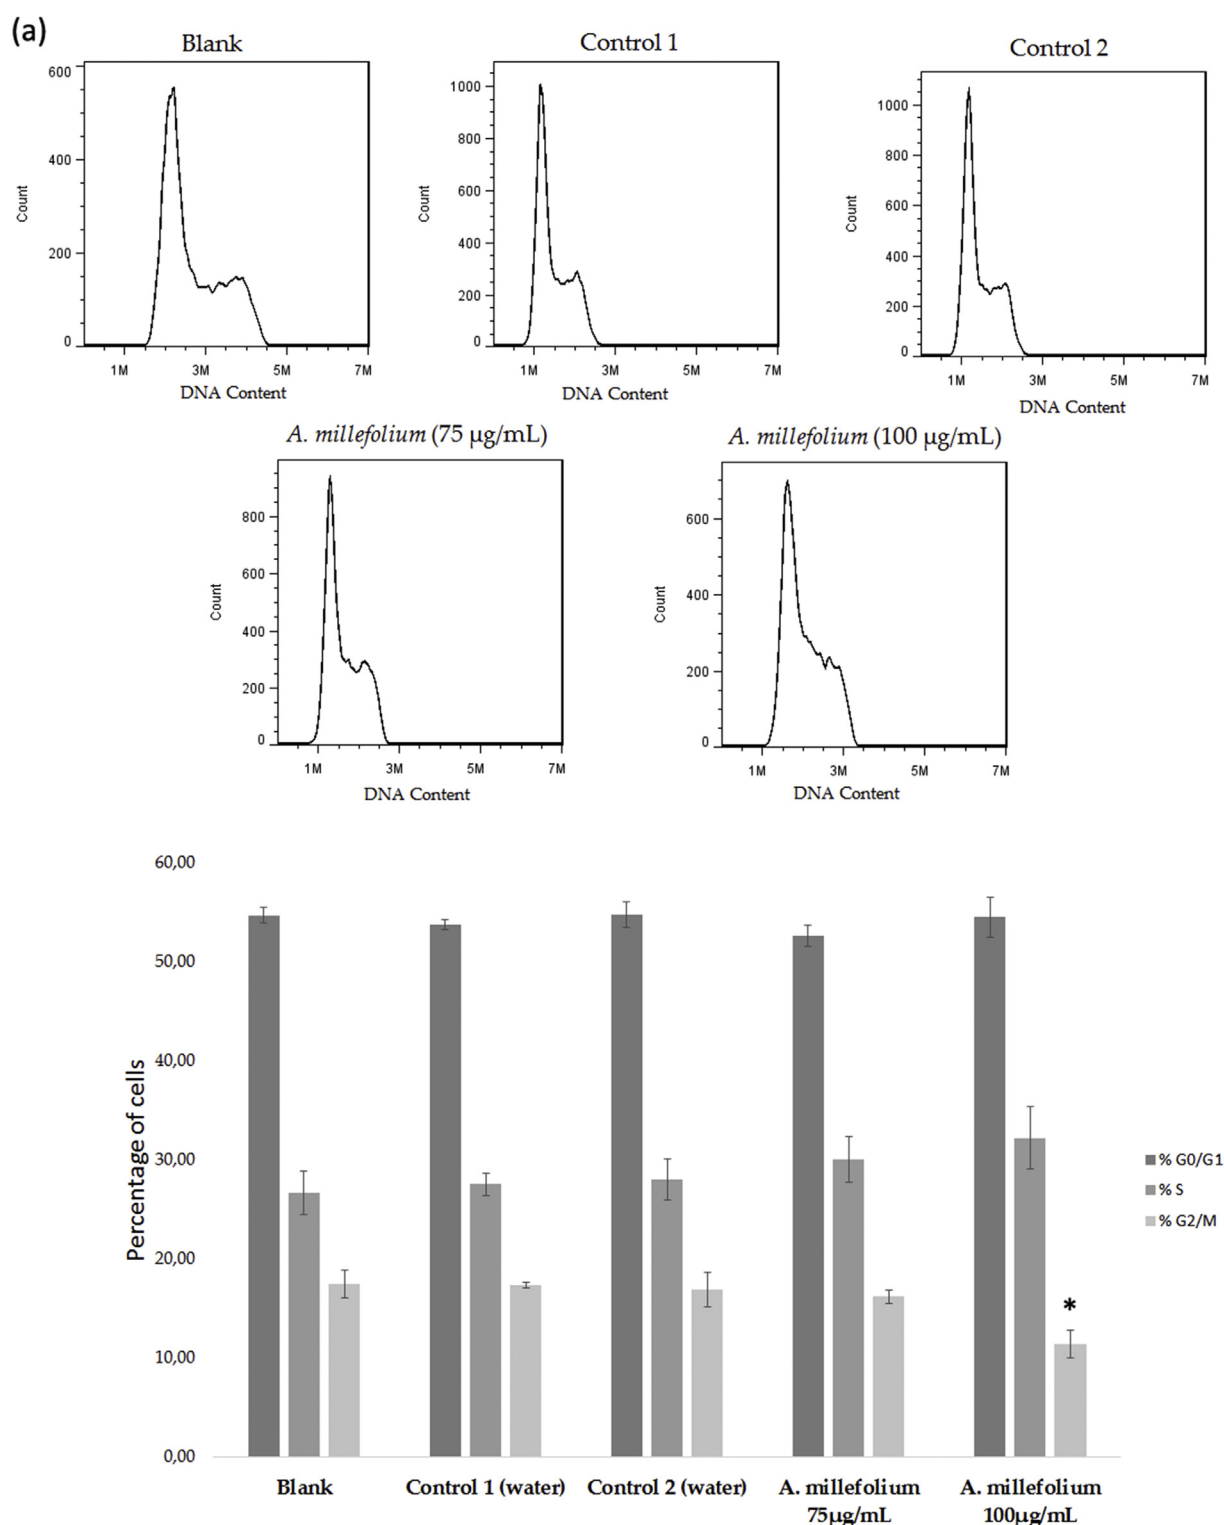 (a)
Blank
600
400
200
0
Count
1M 3M 5M 7M
DNA Content
Control 1
1000
800
600
400
200
0
Count
1M 3M 5M 7M
DNA Content
Control 2
1000
800
600
400
200
0
Count
1M 3M 5M 7M
DNA Content
A. millefolium (75 µg/mL)
800
600
400
200
0
Count
1M 3M 5M 7M
DNA Content
A. millefolium (100 µg/mL)
600
400
200
0
Count
1M 3M 5M 7M
DNA Content
60,00
50,00
40,00
30,00
20,00
10,00
0,00
Percentage of cells
*
% G0/G1
% S
% G2/M
Blank
Control 1 (water)
Control 2 (water)
A. millefolium
75µg/mL
A. millefolium
100µg/mL